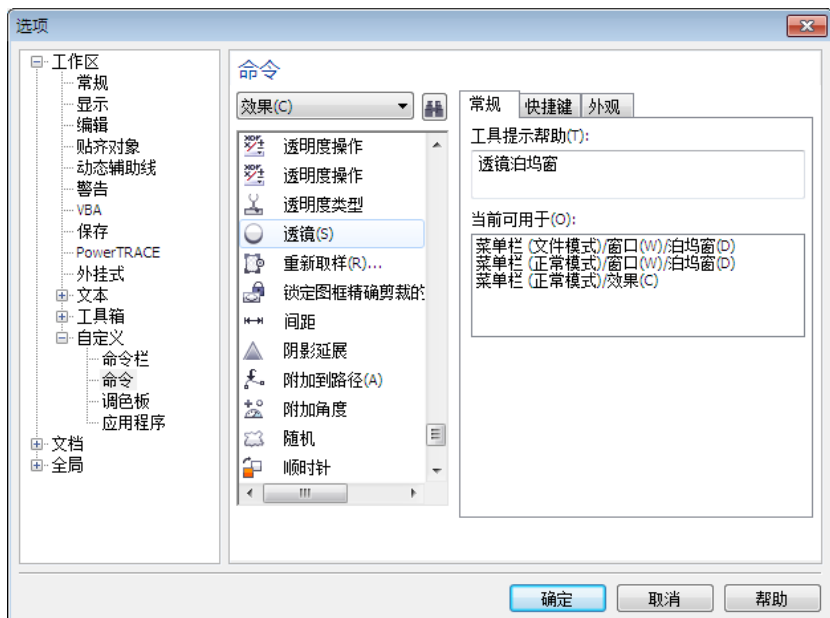 选项
工作区
常规
显示
编辑
贴齐对象
动态辅助线
警告
VBA
保存
PowerTRACE
外挂式
文本
工具箱
自定义
命令栏
命令
调色板
应用程序
文档
全局
命令
效果(C)
透明度操作
透明度操作
透明度类型
透镜(S)
重新取样(R)...
锁定图框精确剪裁的
间距
阴影延展
附加到路径(A)
附加角度
随机
顺时针
常规 快捷键 外观
工具提示帮助(T):
透镜泊坞窗
当前可用于(O):
菜单栏 (文件模式)/窗口(W)/泊坞窗(D)
菜单栏 (正常模式)/窗口(W)/泊坞窗(D)
菜单栏 (正常模式)/效果(C)
确定 取消 帮助